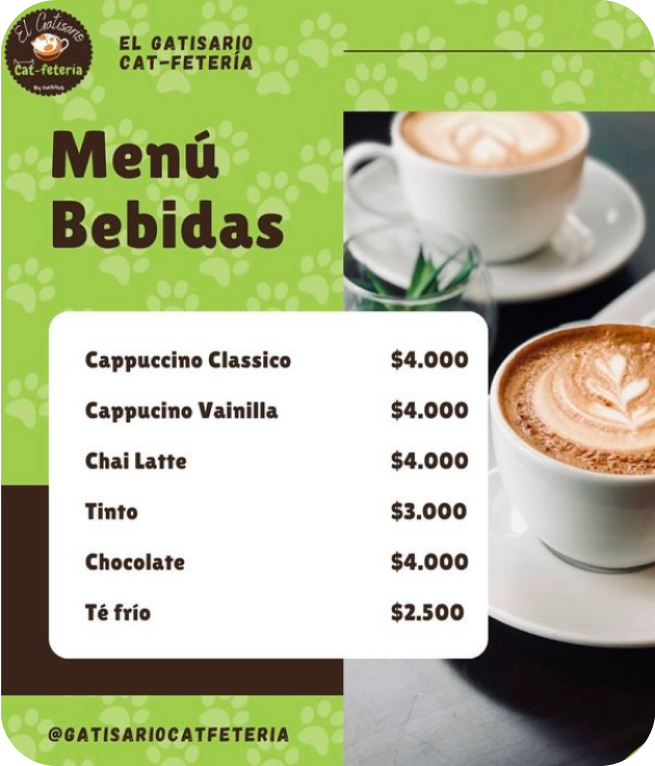 El Gatisario
Cat-fetería
EL GATISARIO
CAT-FETERÍA
Menú
Bebidas
Cappuccino Classico $4.000
Cappucino Vainilla $4.000
Chai Latte $4.000
Tinto $3.000
Chocolate $4.000
Té frío $2.500
@GATISARIOCATFETERIA